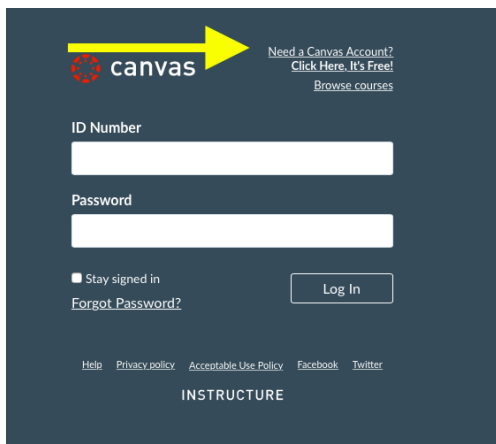 canvas
Need a Canvas Account?
Click Here, It's Free!
Browse courses
ID Number
Password
Stay signed in
Log In
Forgot Password?
Help Privacy policy Acceptable Use Policy Facebook Twitter
INSTRUCTURE